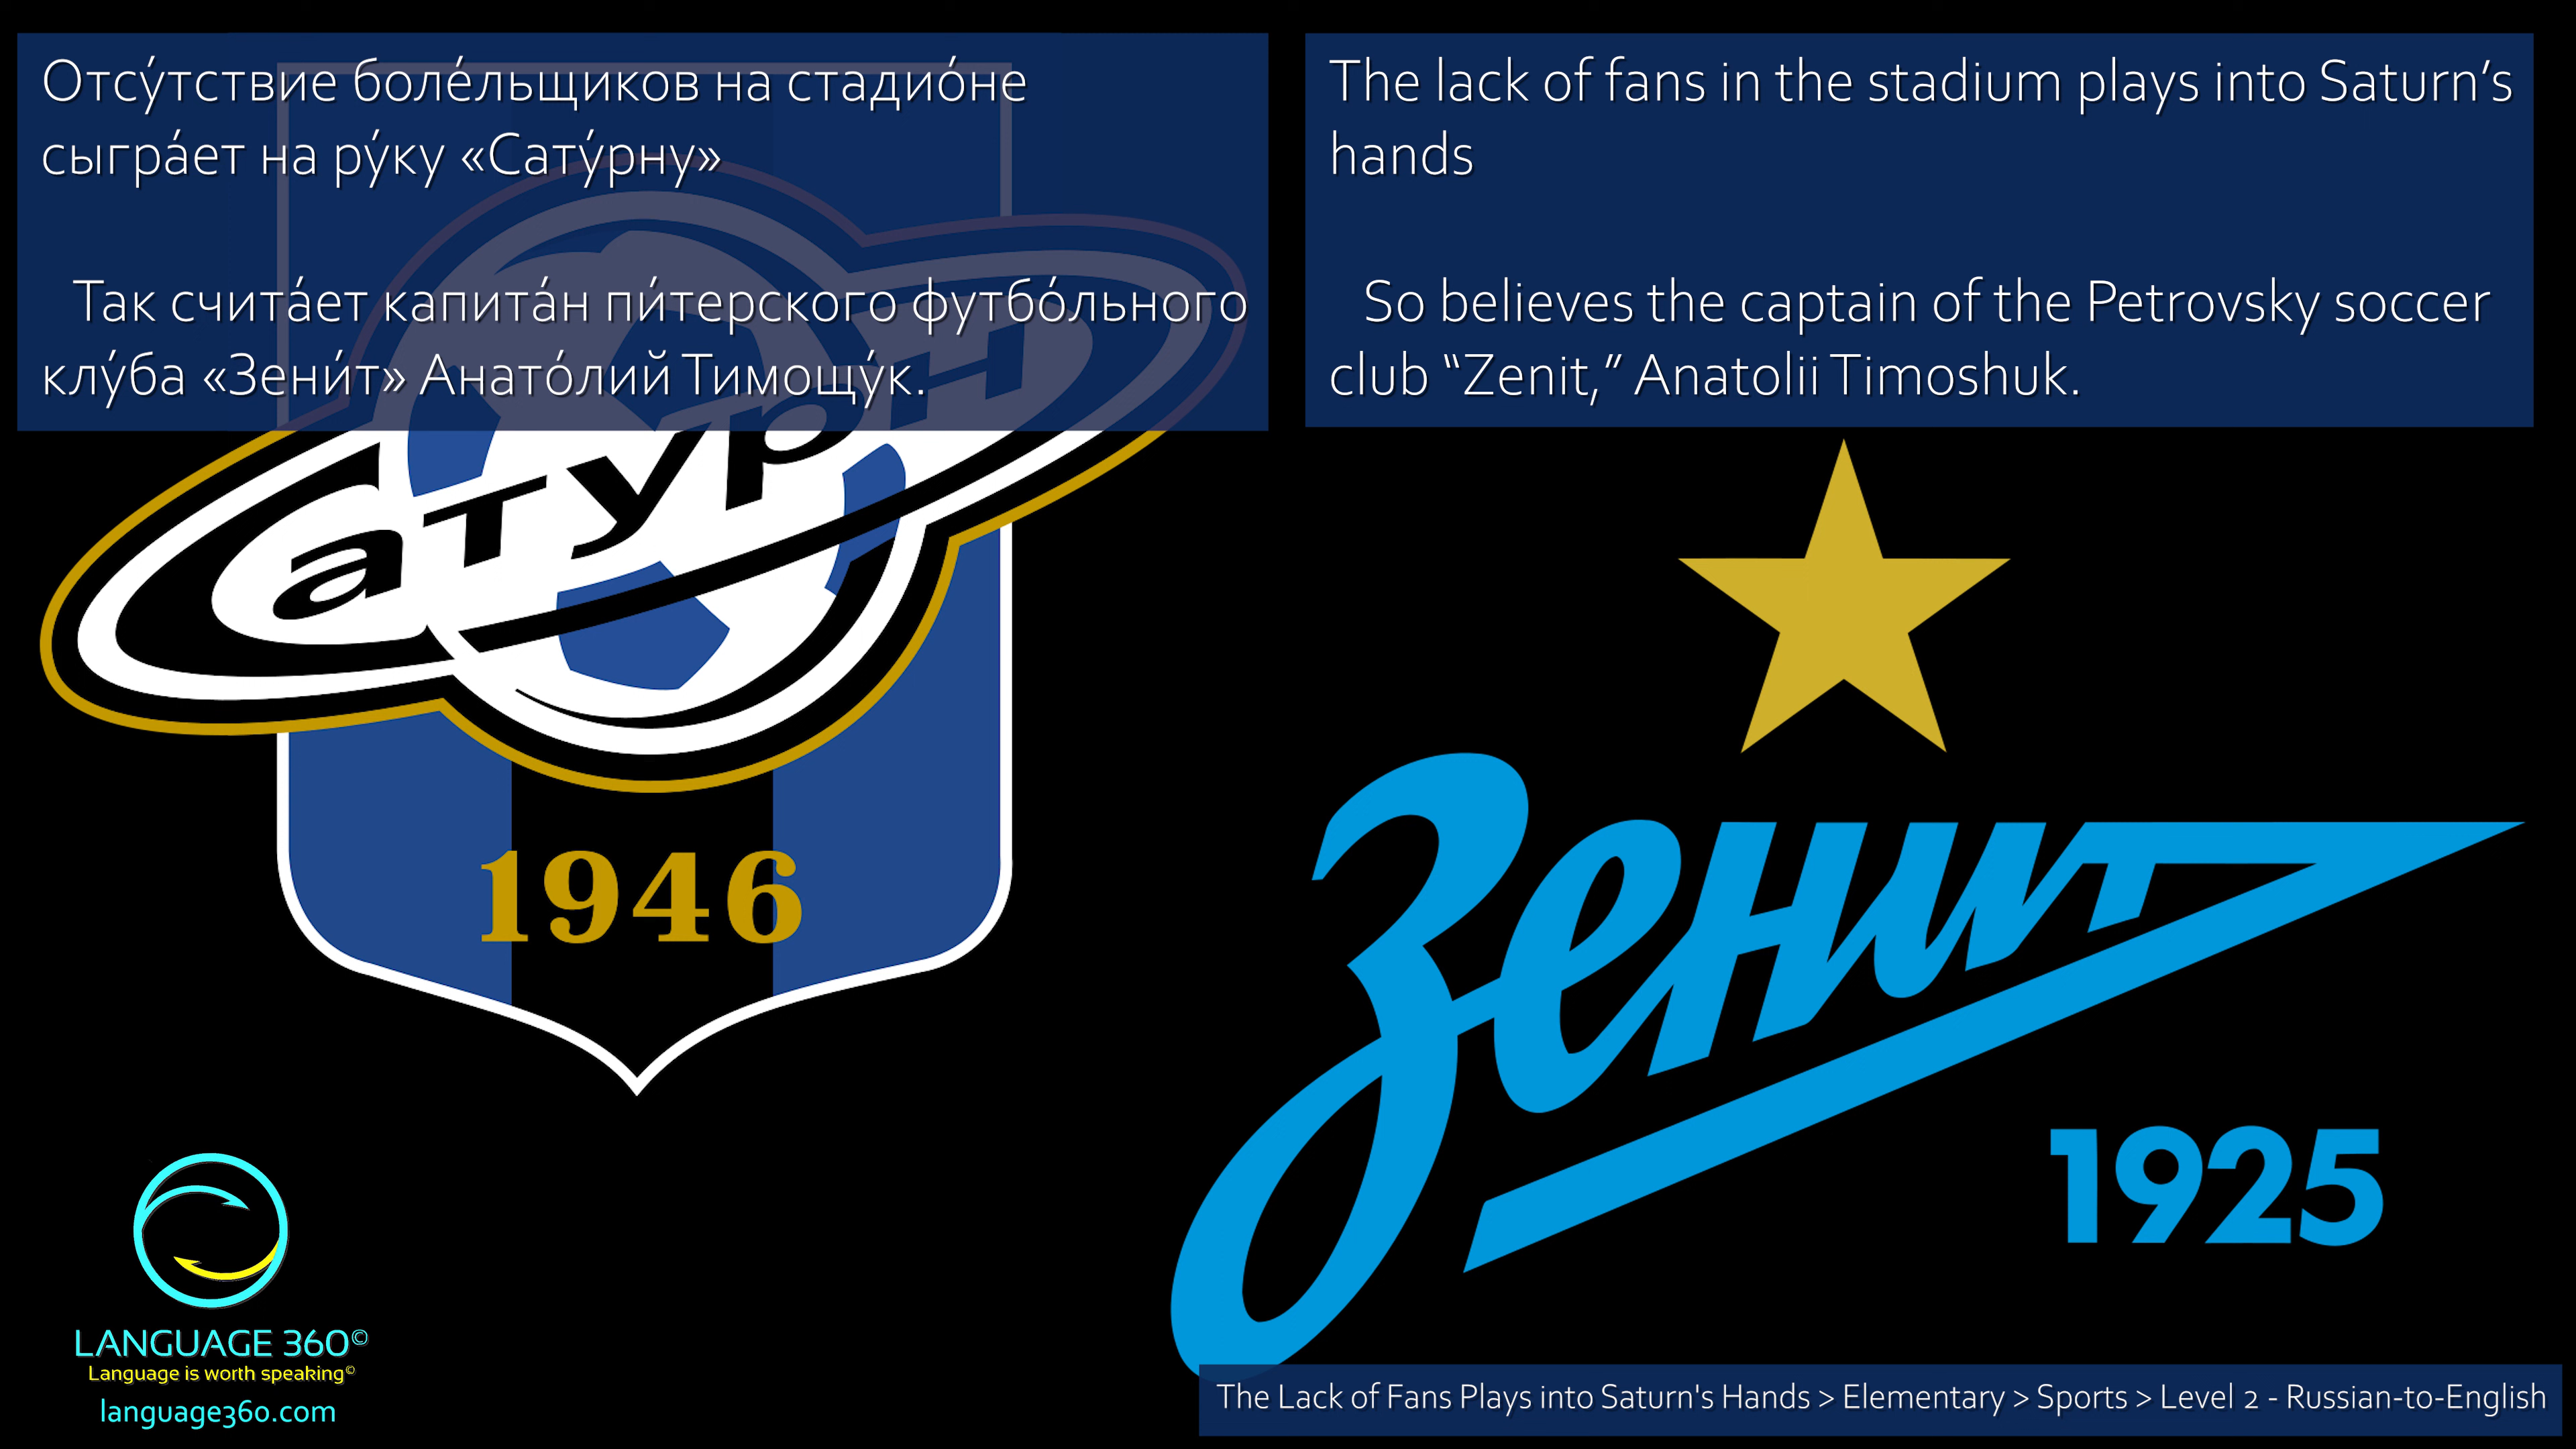 Отсу́тствие боле́льщиков на стадио́не
сыгра́ет на ру́ку «Сату́рну»
Так счита́ет капита́н пи́терского футбо́льного
клу́ба «Зени́т» Анато́лий Тимощу́к.
The lack of fans in the stadium plays into Saturn’s
hands
So believes the captain of the Petrovsky soccer
club “Zenit,” Anatolii Timoshuk.
Сатурн
1946
Зенит
1925
LANGUAGE 360©
Language is worth speaking©
language360.com
The Lack of Fans Plays into Saturn's Hands > Elementary > Sports > Level 2 - Russian-to-English